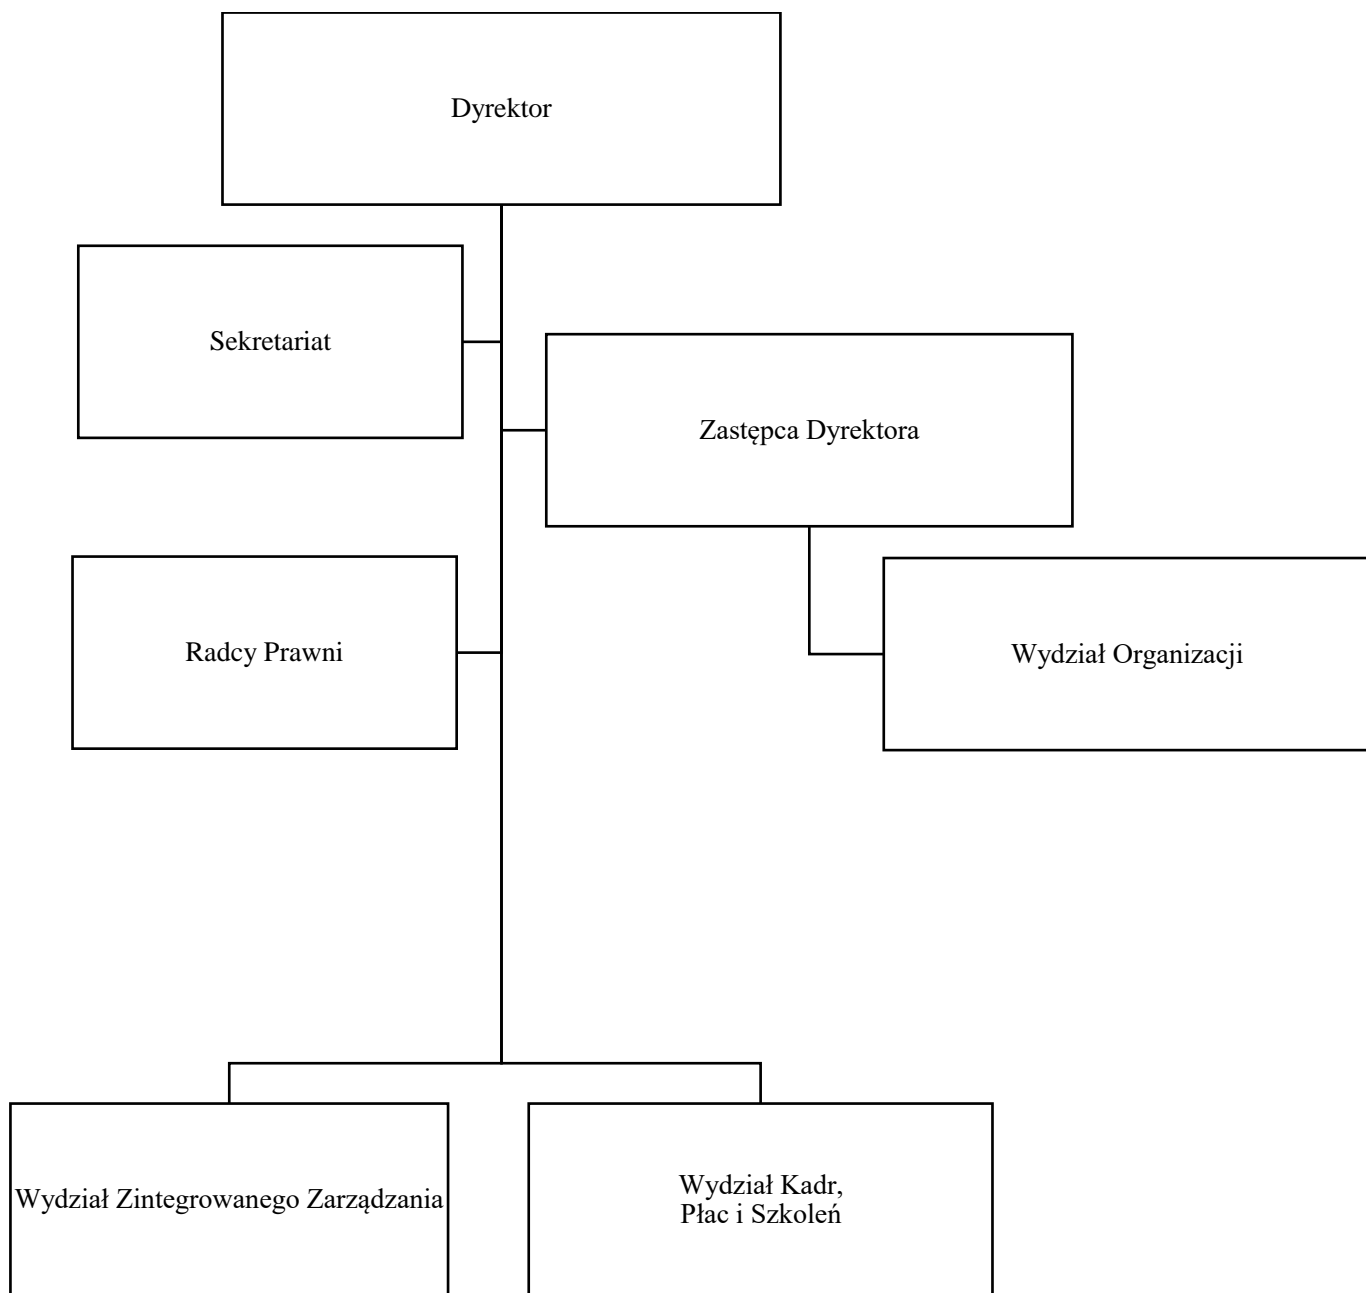 Dyrektor
Sekretariat
Zastępca Dyrektora
Radcy Prawni
Wydział Organizacji
Wydział Zintegrowanego Zarządzania
Wydział Kadr,
Płac i Szkoleń